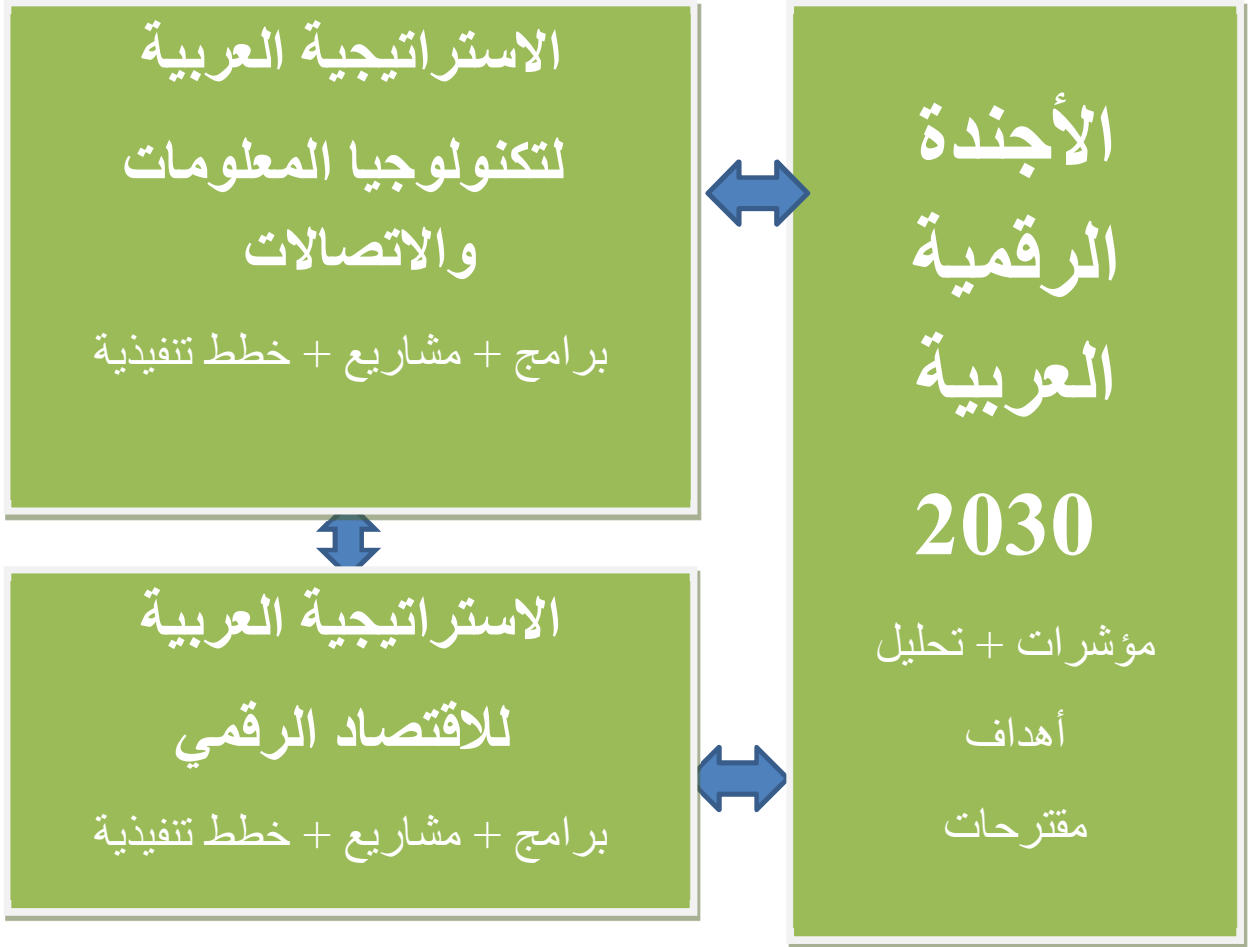 الأجندة
الرقمية
العربية
2030
مؤشرات + تحليل
أهداف
مقترحات
الاستراتيجية العربية
لتكنولوجيا المعلومات
والاتصالات
برامج + مشاريع + خطط تنفيذية
الاستراتيجية العربية
للاقتصاد الرقمي
برامج + مشاريع + خطط تنفيذية